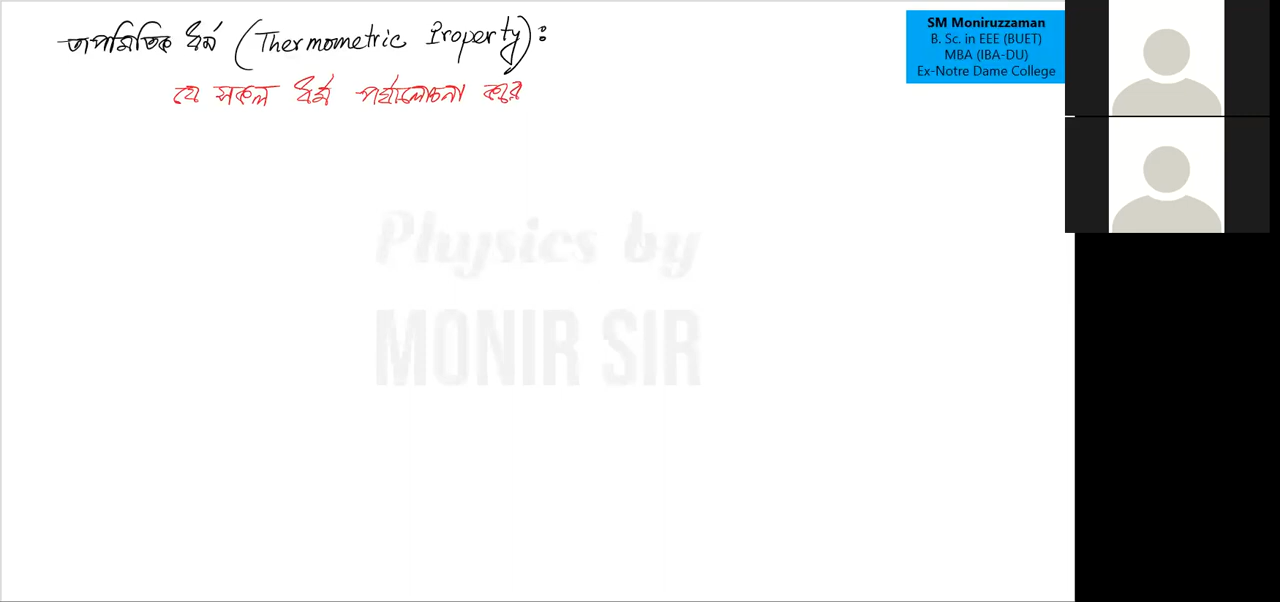 তাপমিতিক ধর্ম (Thermometric Property):
যে সকল ধর্ম পর্যালোচনা করে
SM Moniruzzaman
B. Sc. in EEE (BUET)
MBA (IBA-DU)
Ex-Notre Dame College
Physics by
MONIR SIR